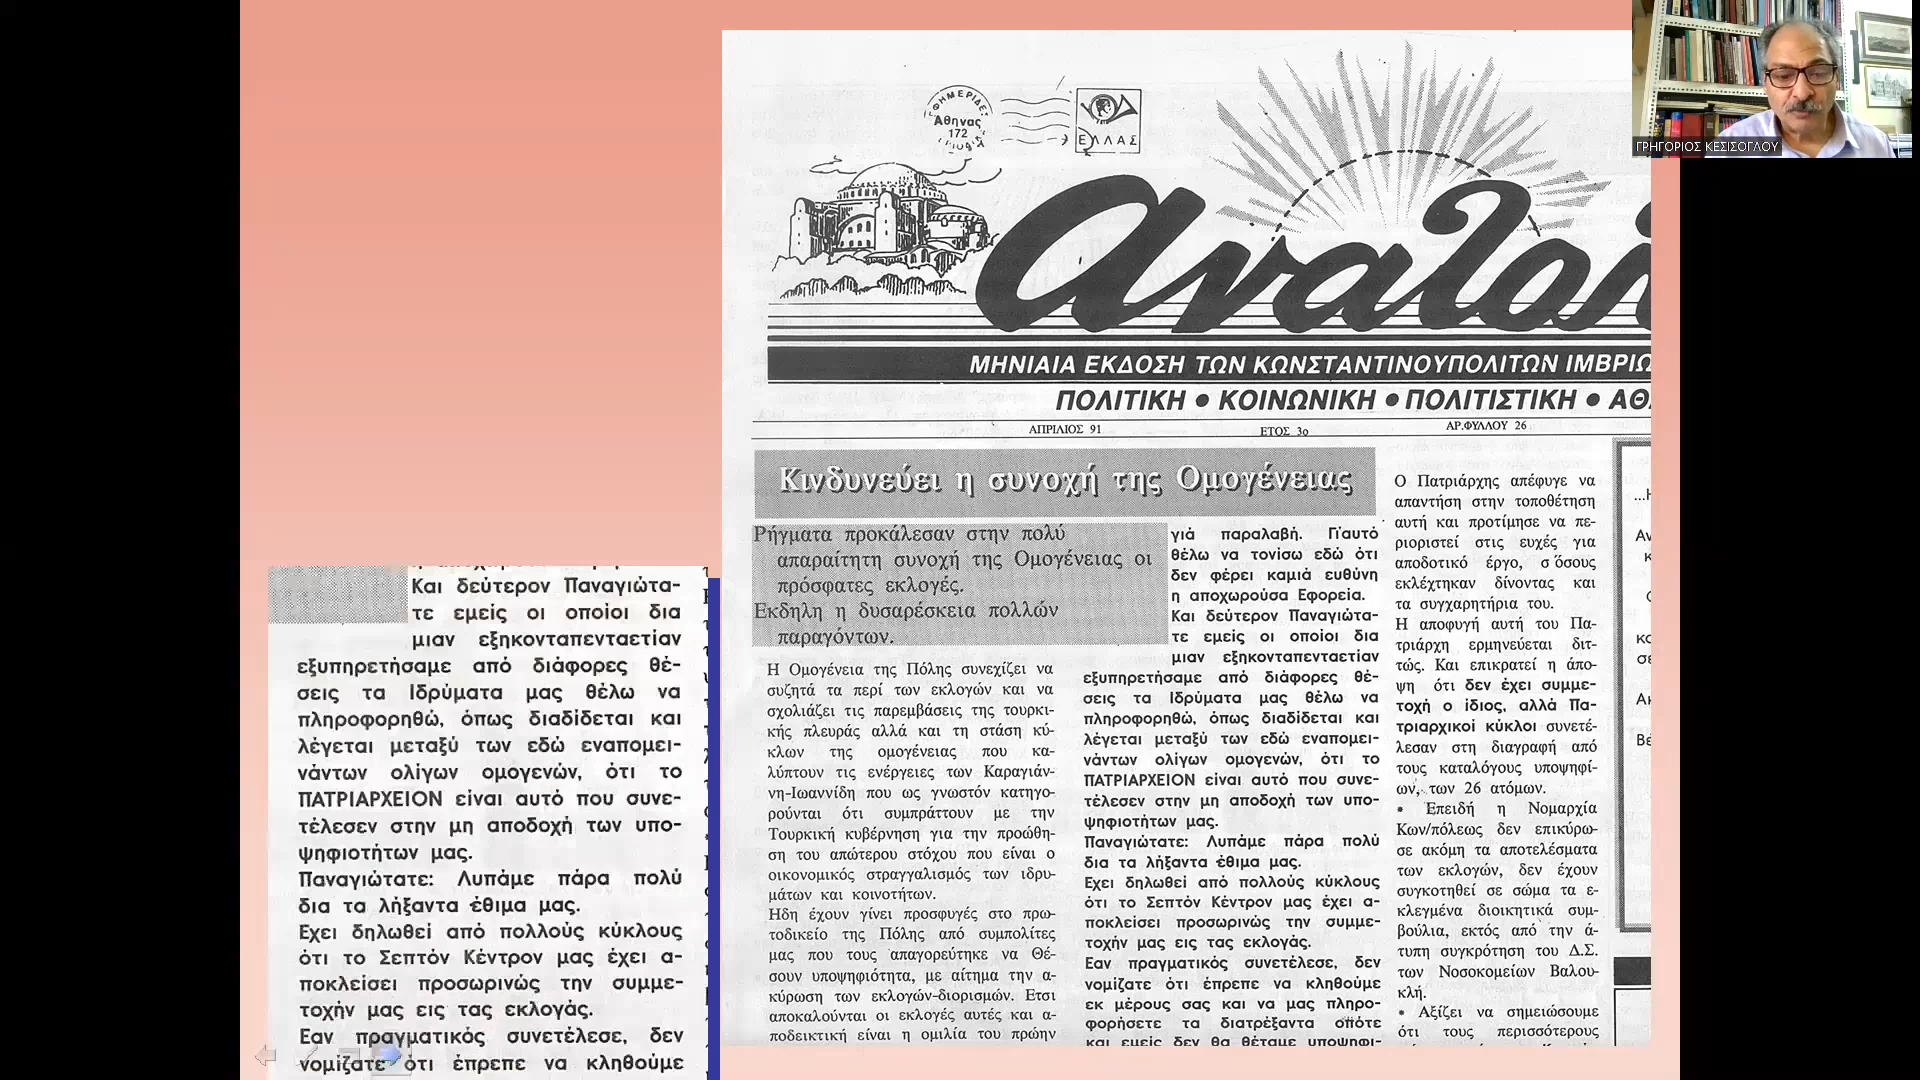 ΓΡΗΓΟΡΙΟΣ ΚΕΣΙΣΟΓΛΟΥ
ΕΦΗΜΕΡΙΔΕΣ
Αθηνας
172
ΕΛΛΑΣ
ΜΗΝΙΑΙΑ ΕΚΔΟΣΗ ΤΩΝ ΚΩΝΣΤΑΝΤΙΝΟΥΠΟΛΙΤΩΝ
ΠΟΛΙΤΙΚΗ • ΚΟΙΝΩΝΙΚΗ • ΠΟΛΙΤΙΣΤΙΚΗ •
ΑΠΡΙΛΙΟΣ 91 ΕΤΟΣ 3ο ΑΡ.ΦΥΛΛΟΥ 26
Κινδυνεύει η συνοχή της Ομογένειας
Ρήγματα προκάλεσαν στην πολύ
απαραίτητη συνοχή της Ομογένειας οι
πρόσφατες εκλογές.
Εκδηλη η δυσαρέσκεια πολλών
παραγόντων.
Η Ομογένεια της Πόλης συνεχίζει να
συζητά τα περί των εκλογών και να
σχολιάζει τις παρεμβάσεις της τουρκι-
κής πλευράς αλλά και τη στάση κύ-
κλων της ομογένειας που κα-
λύπτουν τις ενέργειες των Καραγιάν-
νη-Ιωαννίδη που ως γνωστόν κατηγο-
ρούνται ότι συμπράττουν με την
Τουρκική κυβέρνηση για την προώθη-
ση του απώτερου στόχου που είναι ο
οικονομικός στραγγαλισμός των ιδρυ-
μάτων και κοινοτήτων.
Ηδη έχουν γίνει προσφυγές στο πρω-
τοδικείο της Πόλης από συμπολίτες
μας που τους απαγορεύτηκε να Θέ-
σουν υποψηφιότητα, με αίτημα την α-
κύρωση των εκλογών-διορισμών. Ετσι
αποκαλούνται οι εκλογές αυτές και α-
ποδεικτική είναι η ομιλία του πρώην
γιά παραλαβή. Γι'αυτό
θέλω να τονίσω εδώ ότι
δεν φέρει καμιά ευθύνη
η αποχωρούσα Εφορεία.
Και δεύτερον Παναγιώτα-
τε εμείς οι οποίοι δια
μιαν εξηκονταπενταετίαν
εξυπηρετήσαμε από διάφορες θέ-
σεις τα Ιδρύματα μας θέλω να
πληροφορηθώ, όπως διαδίδεται και
λέγεται μεταξύ των εδώ εναπομει-
νάντων ολίγων ομογενών, ότι το
ΠΑΤΡΙΑΡΧΕΙΟΝ είναι αυτό που συνε-
τέλεσεν στην μη αποδοχή των υπο-
ψηφιοτήτων μας.
Παναγιώτατε: Λυπάμε πάρα πολύ
δια τα λήξαντα έθιμα μας.
Εχει δηλωθεί από πολλούς κύκλους
ότι το Σεπτόν Κέντρον μας έχει α-
ποκλείσει προσωρινώς την συμμε-
τοχήν μας εις τας εκλογάς.
Εαν πραγματικός συνετέλεσε, δεν
νομίζατε ότι έπρεπε να κληθούμε
εκ μέρους σας και να μας πληρο-
φορήσετε τα διατρέξαντα οπότε
και εμείς δεν θα θέταμε υποψηφι-
Ο Πατριάρχης απέφυγε να
απαντήση στην τοποθέτηση
αυτή και προτίμησε να πε-
ριοριστεί στις ευχές για
αποδοτικό έργο, σ'όσους
εκλέχτηκαν δίνοντας και
τα συγχαρητήρια του.
Η αποφυγή αυτή του Πα-
τριάρχη ερμηνεύεται διτ-
τώς. Και επικρατεί η άπο-
ψη ότι δεν έχει συμμε-
τοχή ο ίδιος, αλλά Πα-
τριαρχικοί κύκλοι συνετέ-
λεσαν στη διαγραφή από
τους καταλόγους υποψηφί-
ων, των 26 ατόμων.
• Επειδή η Νομαρχία
Κων/πόλεως δεν επικύρω-
σε ακόμη τα αποτελέσματα
των εκλογών, δεν έχουν
συγκοτηθεί σε σώμα τα ε-
κλεγμένα διοικητικά συμ-
βούλια, εκτός από την ά-
τυπη συγκρότηση του Δ.Σ.
των Νοσοκομείων Βαλου-
κλή.
• Αξίζει να σημειώσουμε
ότι τους περισσότερους
Και δεύτερον Παναγιώτα-
τε εμείς οι οποίοι δια
μιαν εξηκονταπενταετίαν
εξυπηρετήσαμε από διάφορες θέ-
σεις τα Ιδρύματα μας θέλω να
πληροφορηθώ, όπως διαδίδεται και
λέγεται μεταξύ των εδώ εναπομει-
νάντων ολίγων ομογενών, ότι το
ΠΑΤΡΙΑΡΧΕΙΟΝ είναι αυτό που συνε-
τέλεσεν στην μη αποδοχή των υπο-
ψηφιοτήτων μας.
Παναγιώτατε: Λυπάμε πάρα πολύ
δια τα λήξαντα έθιμα μας.
Εχει δηλωθεί από πολλούς κύκλους
ότι το Σεπτόν Κέντρον μας έχει α-
ποκλείσει προσωρινώς την συμμε-
τοχήν μας εις τας εκλογάς.
Εαν πραγματικός συνετέλεσε, δεν
νομίζατε ότι έπρεπε να κληθούμε